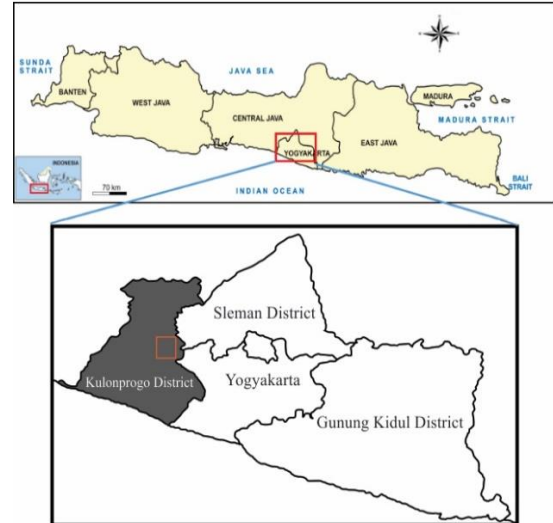 SUNDA
STRAIT
JAVA SEA
BANTEN
WEST JAVA
CENTRAL JAVA
MADURA
MADURA STRAIT
YOGYAKARTA
EAST JAVA
INDONESIA
70 km
INDIAN OCEAN
BALI
STRAIT
Sleman District
Kulonprogo District
Yogyakarta
Gunung Kidul District